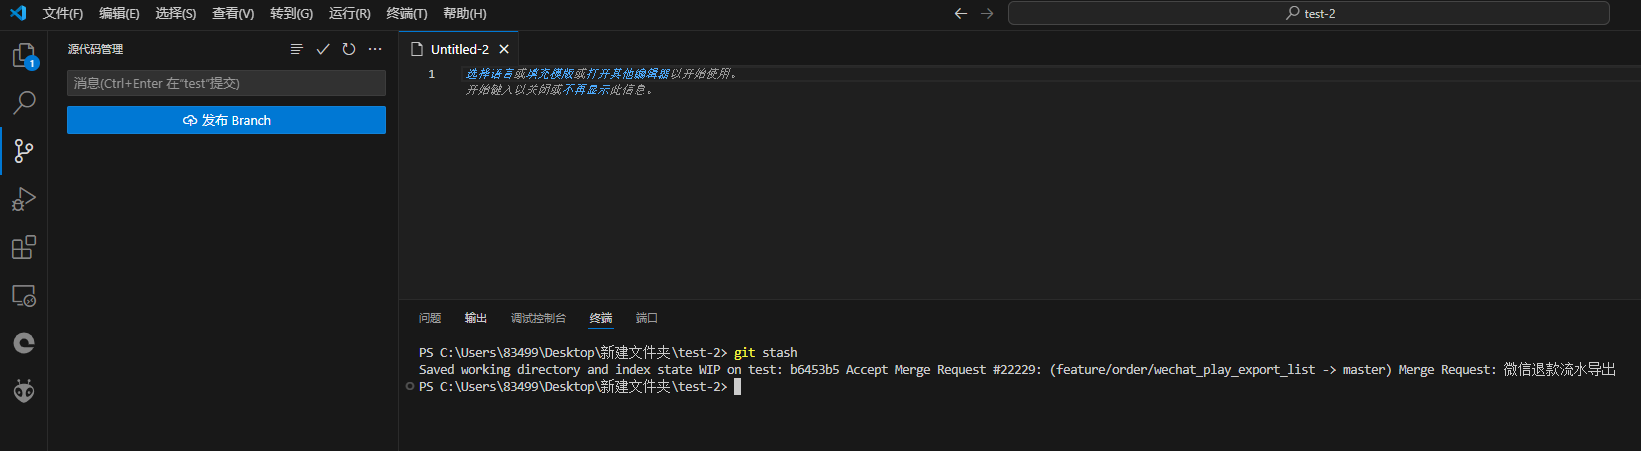 文件(F) 编辑(E) 选择(S) 查看(V) 转到(G) 运行(R) 终端(T) 帮助(H)
test-2
源代码管理
Untitled-2
1
消息(Ctrl+Enter 在"test"提交)
发布 Branch
1 选择语言或填充模版或打开其他编辑器以开始使用。
开始键入以关闭或不再显示此信息。
问题 输出 调试控制台 终端 端口
PS C:\Users\83499\Desktop\新建文件夹\test-2> git stash
Saved working directory and index state WIP on test: b6453b5 Accept Merge Request #22229: (feature/order/wechat_play_export_list -> master) Merge Request: 微信退款流水导出
PS C:\Users\83499\Desktop\新建文件夹\test-2>